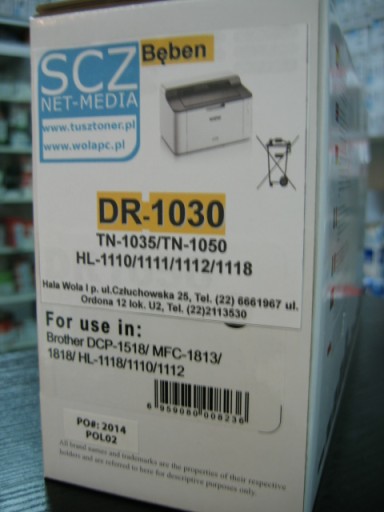 SCZ
NET-MEDIA
www.tusztoner.pl
www.wolapc.pl
Bęben
DR-1030
TN-1035/TN-1050
HL-1110/1111/1112/1118
Hala Wola I p. ul.Człuchowska 25, Tel. (22) 6661967 ul.
Ordona 12 lok. U2, Tel. (22)2113530
For use in:
Brother DCP-1518/ MFC-1813/
1818/ HL-1118/1110/1112
6 959080 008236
PO#: 2014
POL02
All brand names and trademarks are the properties of their respective
holders and are referred to here for descriptive purposes only.